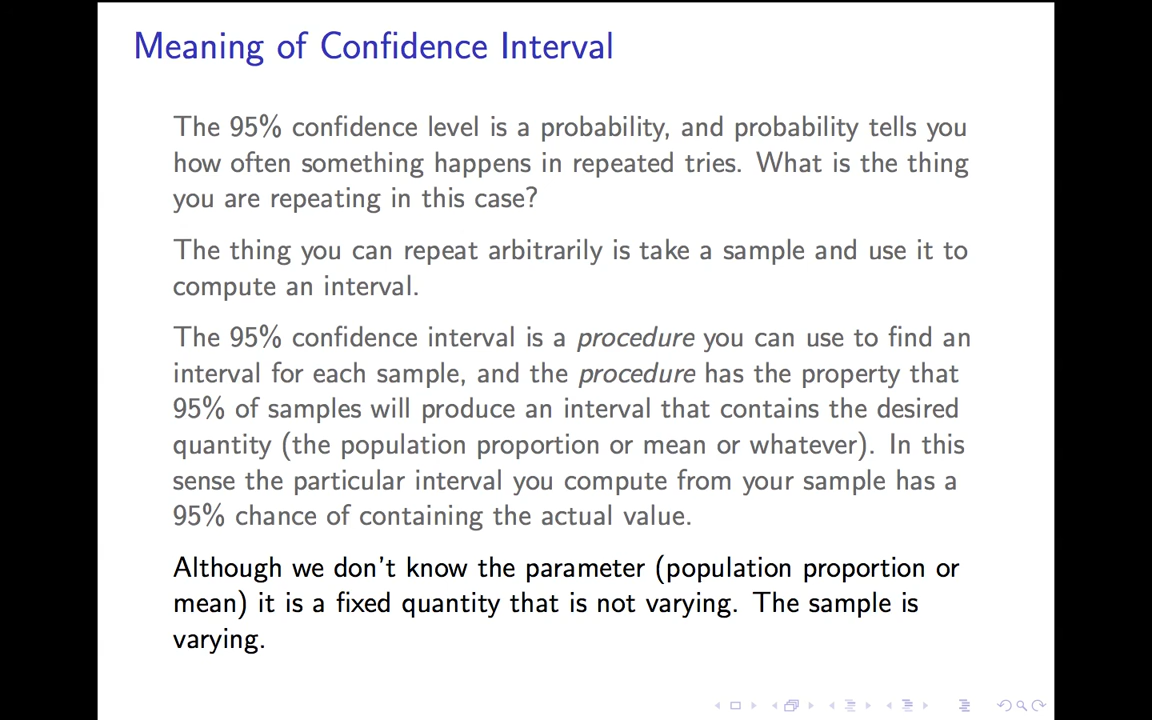 Meaning of Confidence Interval
The 95% confidence level is a probability, and probability tells you
how often something happens in repeated tries. What is the thing
you are repeating in this case?
The thing you can repeat arbitrarily is take a sample and use it to
compute an interval.
The 95% confidence interval is a procedure you can use to find an
interval for each sample, and the procedure has the property that
95% of samples will produce an interval that contains the desired
quantity (the population proportion or mean or whatever). In this
sense the particular interval you compute from your sample has a
95% chance of containing the actual value.
Although we don't know the parameter (population proportion or
mean) it is a fixed quantity that is not varying. The sample is
varying.